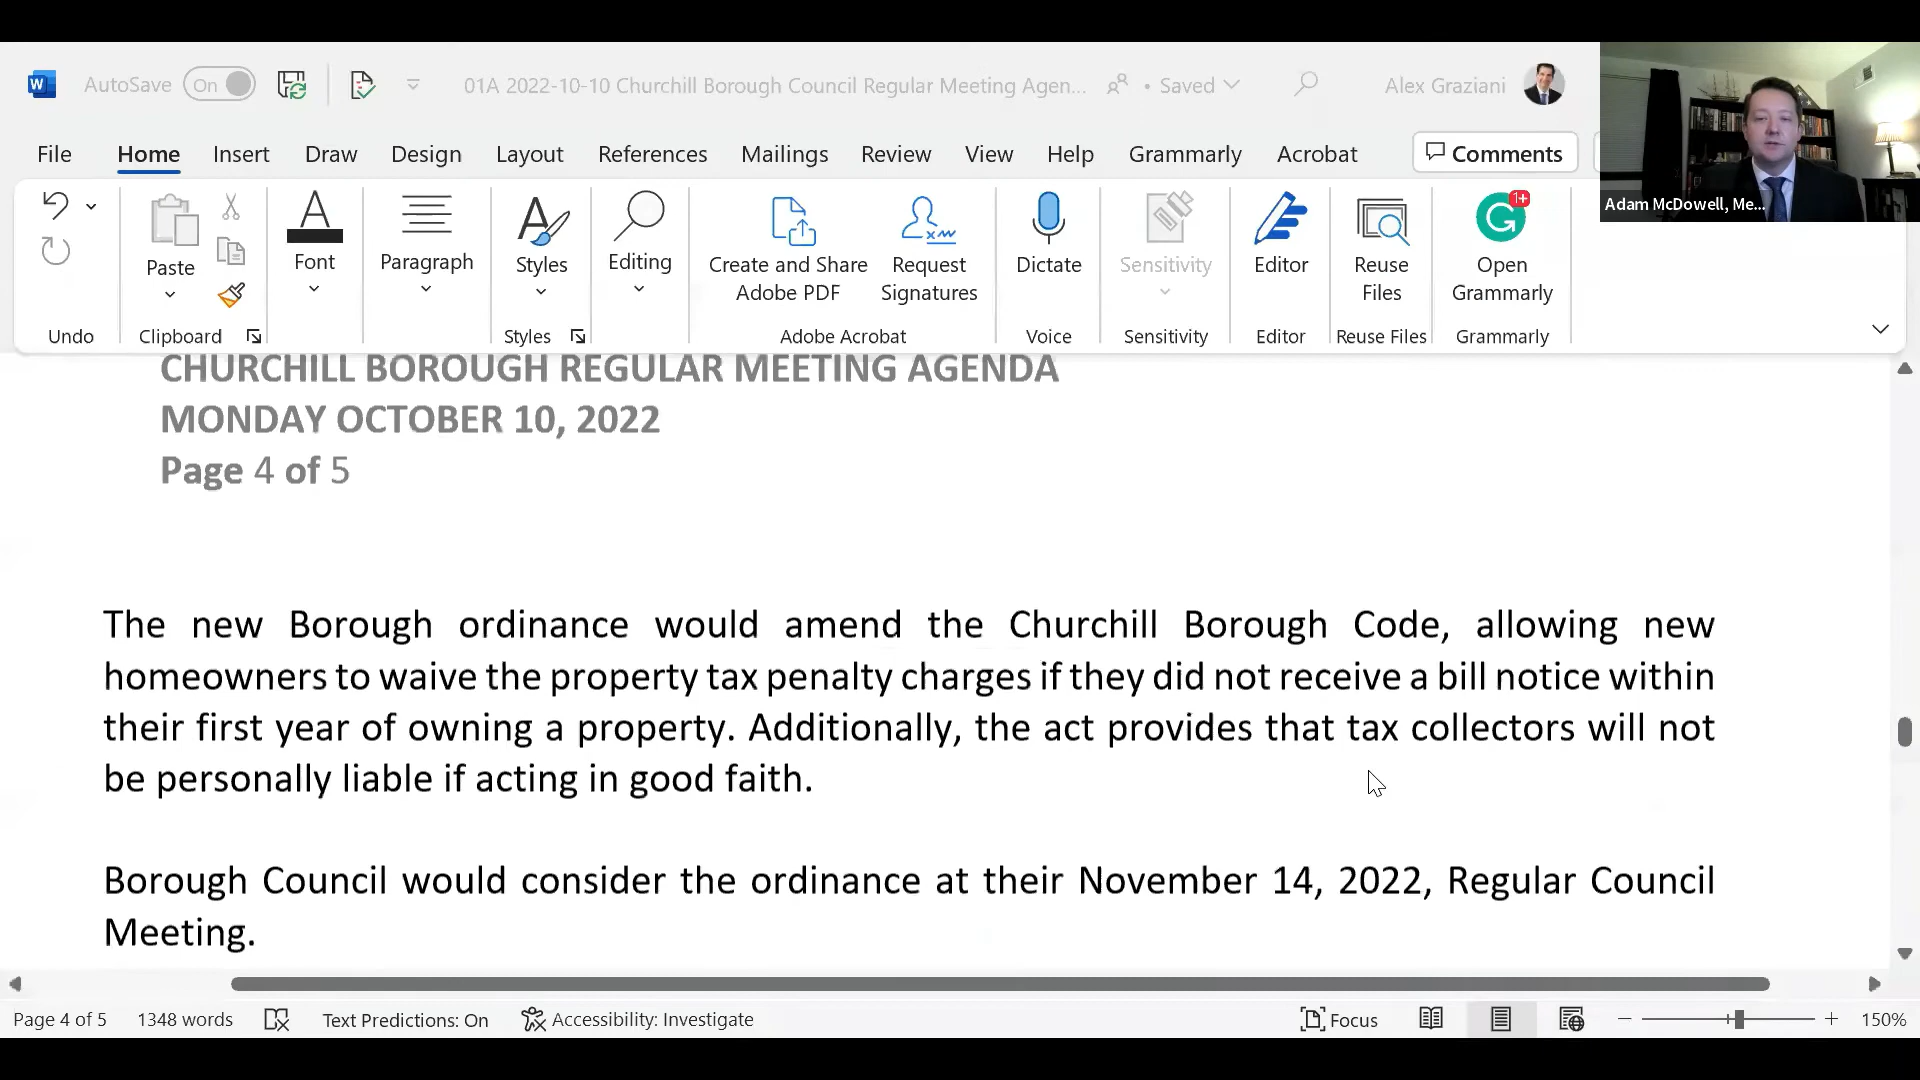 W AutoSave On 01A 2022-10-10 Churchill Borough Council Regular Meeting Agen... • Saved Alex Graziani
Adam McDowell, Me...
File Home Insert Draw Design Layout References Mailings Review View Help Grammarly Acrobat Comments
Paste Font Paragraph Styles Editing Create and Share Adobe PDF Request Signatures Dictate Sensitivity Editor Reuse Files Open Grammarly 1+
Undo Clipboard Styles Adobe Acrobat Voice Sensitivity Editor Reuse Files Grammarly
CHURCHILL BOROUGH REGULAR MEETING AGENDA
MONDAY OCTOBER 10, 2022
Page 4 of 5
The new Borough ordinance would amend the Churchill Borough Code, allowing new
homeowners to waive the property tax penalty charges if they did not receive a bill notice within
their first year of owning a property. Additionally, the act provides that tax collectors will not
be personally liable if acting in good faith.
Borough Council would consider the ordinance at their November 14, 2022, Regular Council
Meeting.
Page 4 of 5 1348 words Text Predictions: On Accessibility: Investigate Focus 150%